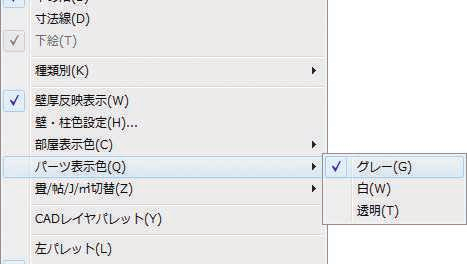 寸法線(D)
下絵(T)
種類別(K)
壁厚反映表示(W)
壁・柱色設定(H)...
部屋表示色(C)
パーツ表示色(Q)
グレー(G)
白(W)
透明(T)
畳/帖/J/㎡切替(Z)
CADレイヤパレット(Y)
左パレット(L)